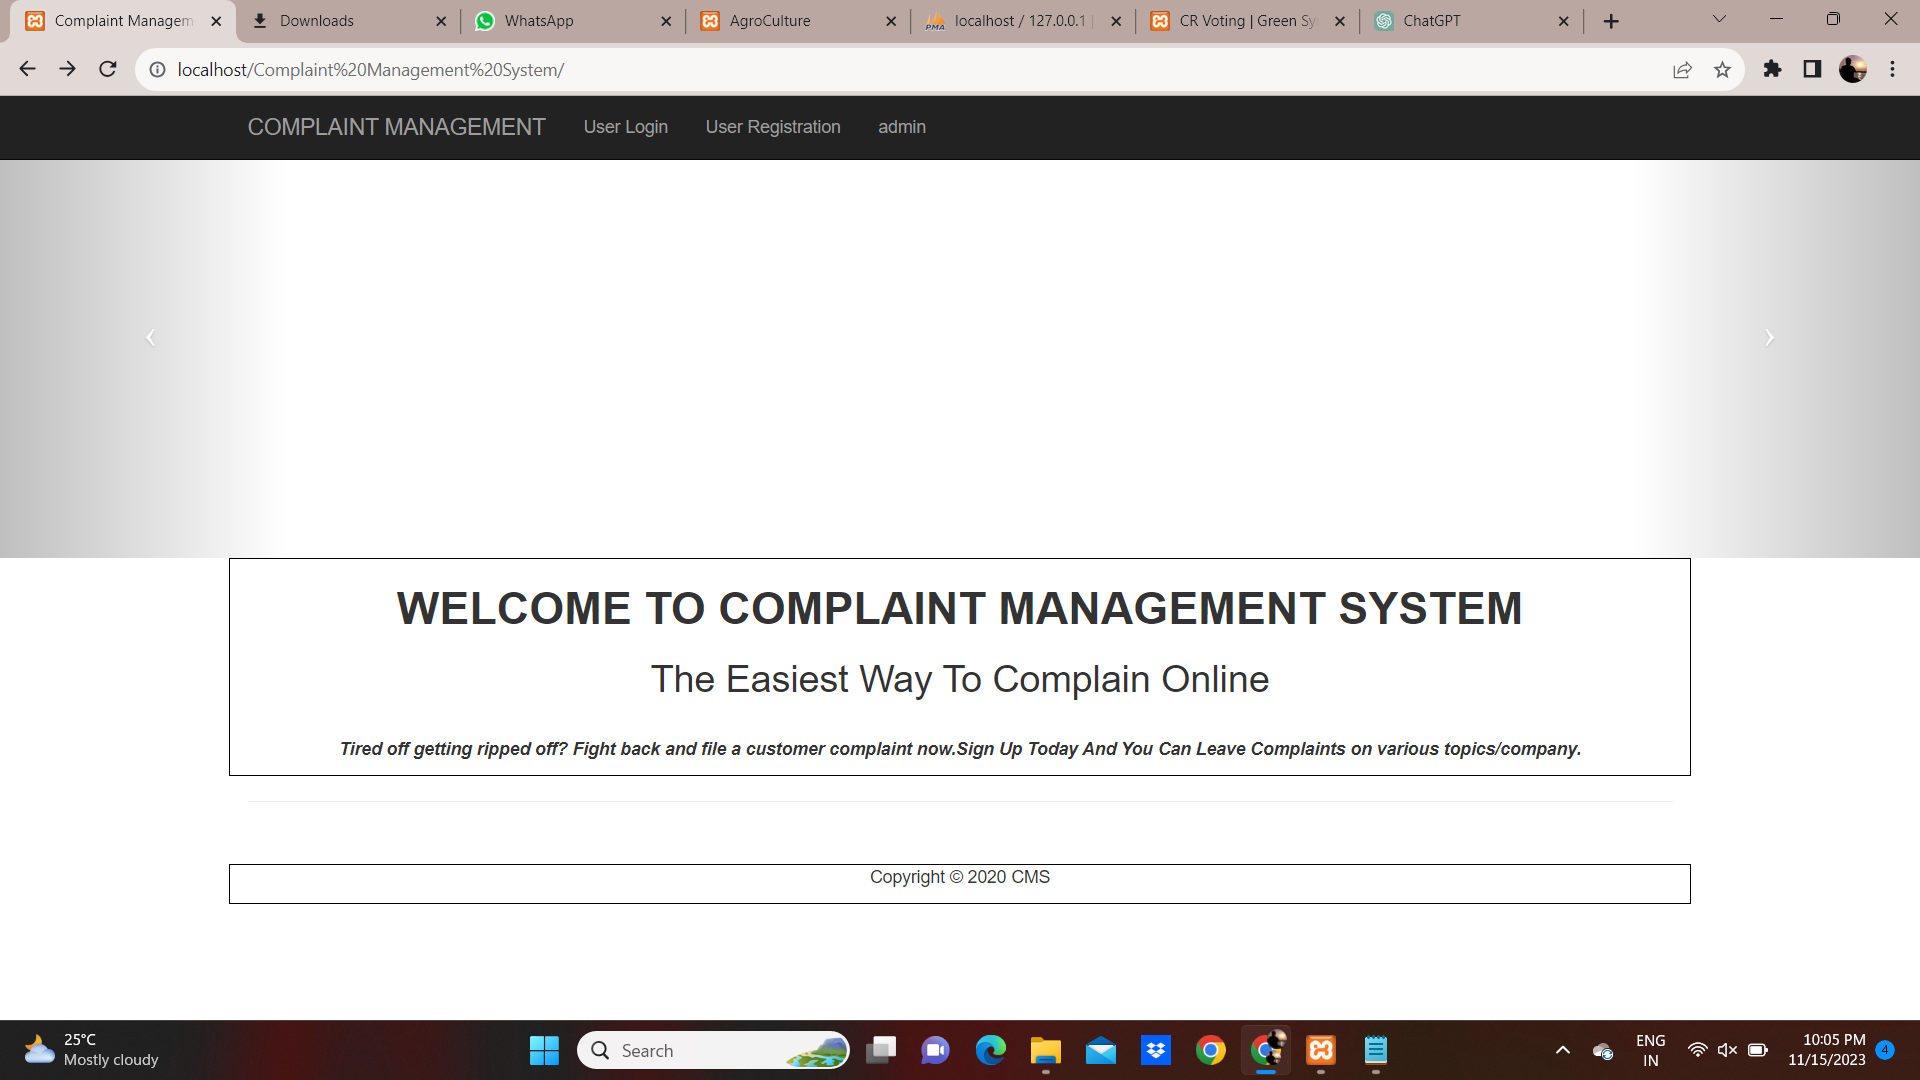 Complaint Managem
Downloads
WhatsApp
AgroCulture
localhost / 127.0.0.1 |
CR Voting | Green Sy
ChatGPT
localhost/Complaint%20Management%20System/
COMPLAINT MANAGEMENT
User Login
User Registration
admin
WELCOME TO COMPLAINT MANAGEMENT SYSTEM
The Easiest Way To Complain Online
Tired off getting ripped off? Fight back and file a customer complaint now.Sign Up Today And You Can Leave Complaints on various topics/company.
Copyright © 2020 CMS
25°C
Mostly cloudy
Search
ENG
IN
10:05 PM
11/15/2023
4